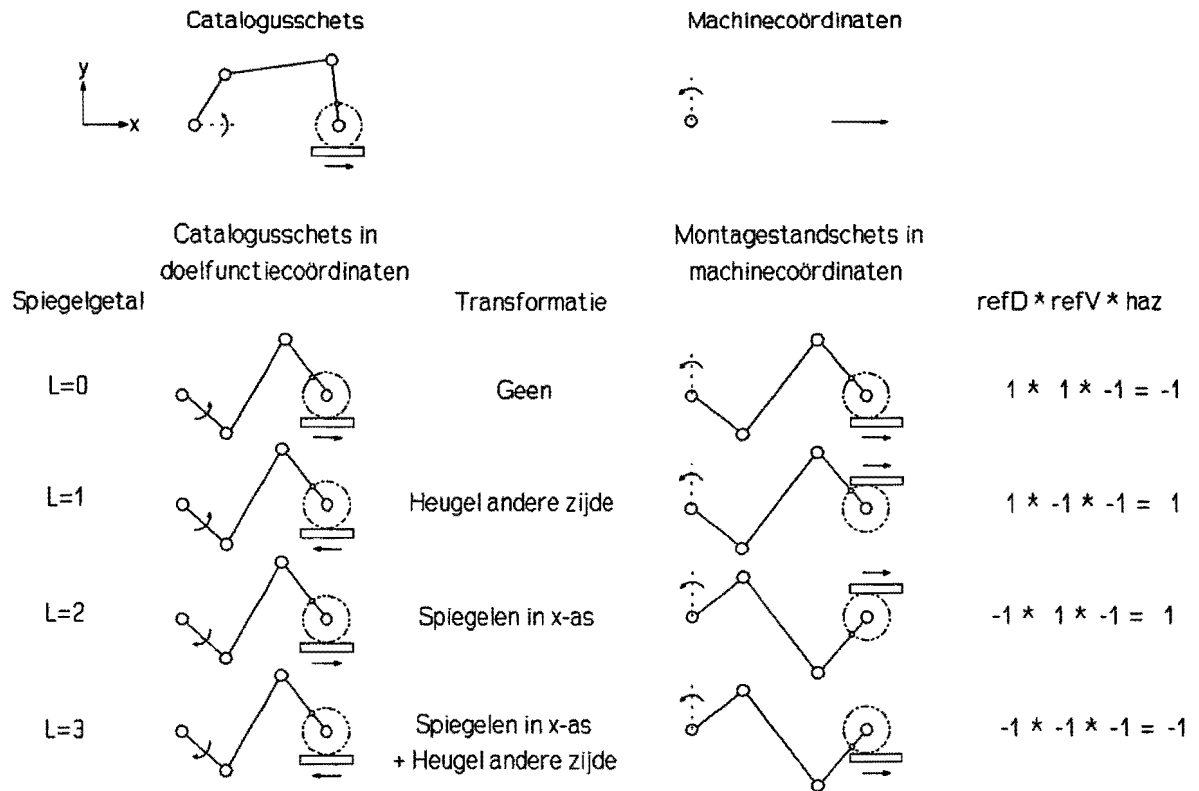 Catalogusschets
Machinecoördinaten
y
x
Catalogusschets in
doelfunctiecoördinaten
Montagestandschets in
machinecoördinaten
Spiegelgetal
Transformatie
refD * refV * haz
L=0
Geen
1 * 1 * -1 = -1
L=1
Heugel andere zijde
1 * -1 * -1 = 1
L=2
Spiegelen in x-as
-1 * 1 * -1 = 1
L=3
Spiegelen in x-as
+ Heugel andere zijde
-1 * -1 * -1 = -1